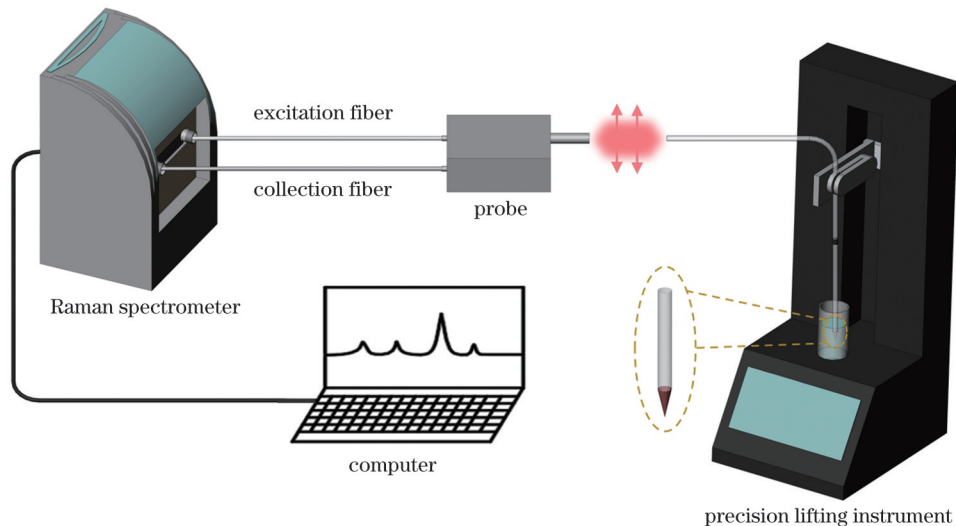 excitation fiber
collection fiber
probe
Raman spectrometer
computer
precision lifting instrument